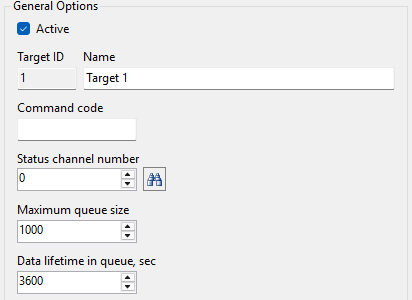 General Options
Active
Target ID Name
1 Target 1
Command code
Status channel number
0
Maximum queue size
1000
Data lifetime in queue, sec
3600